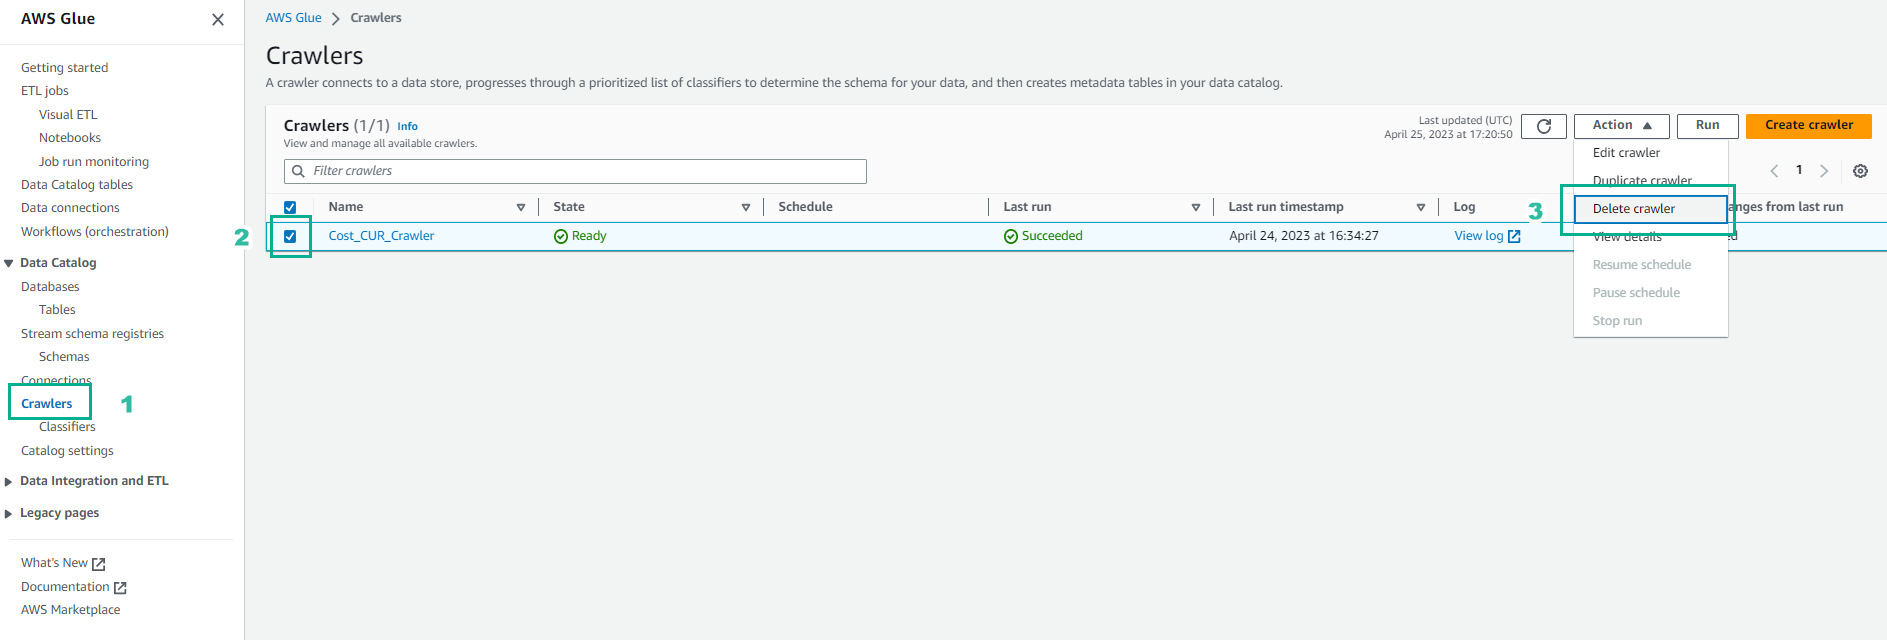 AWS Glue
Getting started
ETL jobs
Visual ETL
Notebooks
Job run monitoring
Data Catalog tables
Data connections
Workflows (orchestration)
Data Catalog
Databases
Tables
Stream schema registries
Schemas
Connections
Crawlers
1
Classifiers
Catalog settings
Data Integration and ETL
Legacy pages
What's New
Documentation
AWS Marketplace
AWS Glue > Crawlers
Crawlers
A crawler connects to a data store, progresses through a prioritized list of classifiers to determine the schema for your data, and then creates metadata tables in your data catalog.
Crawlers (1/1) Info
View and manage all available crawlers.
Last updated (UTC)
April 25, 2023 at 17:20:50
Action
Run
Create crawler
Filter crawlers
1
Edit crawler
Duplicate crawler
3
Delete crawler
View details
Resume schedule
Pause schedule
Stop run
Name State Schedule Last run Last run timestamp Log anges from last run
2
Cost_CUR_Crawler Ready Succeeded April 24, 2023 at 16:34:27 View log